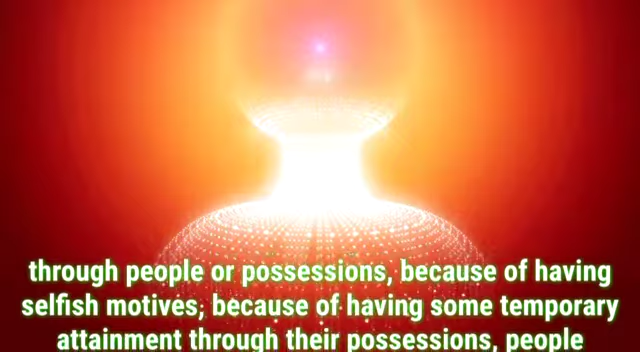 through people or possessions, because of having
selfish motives, because of having some temporary
attainment through their possessions, people